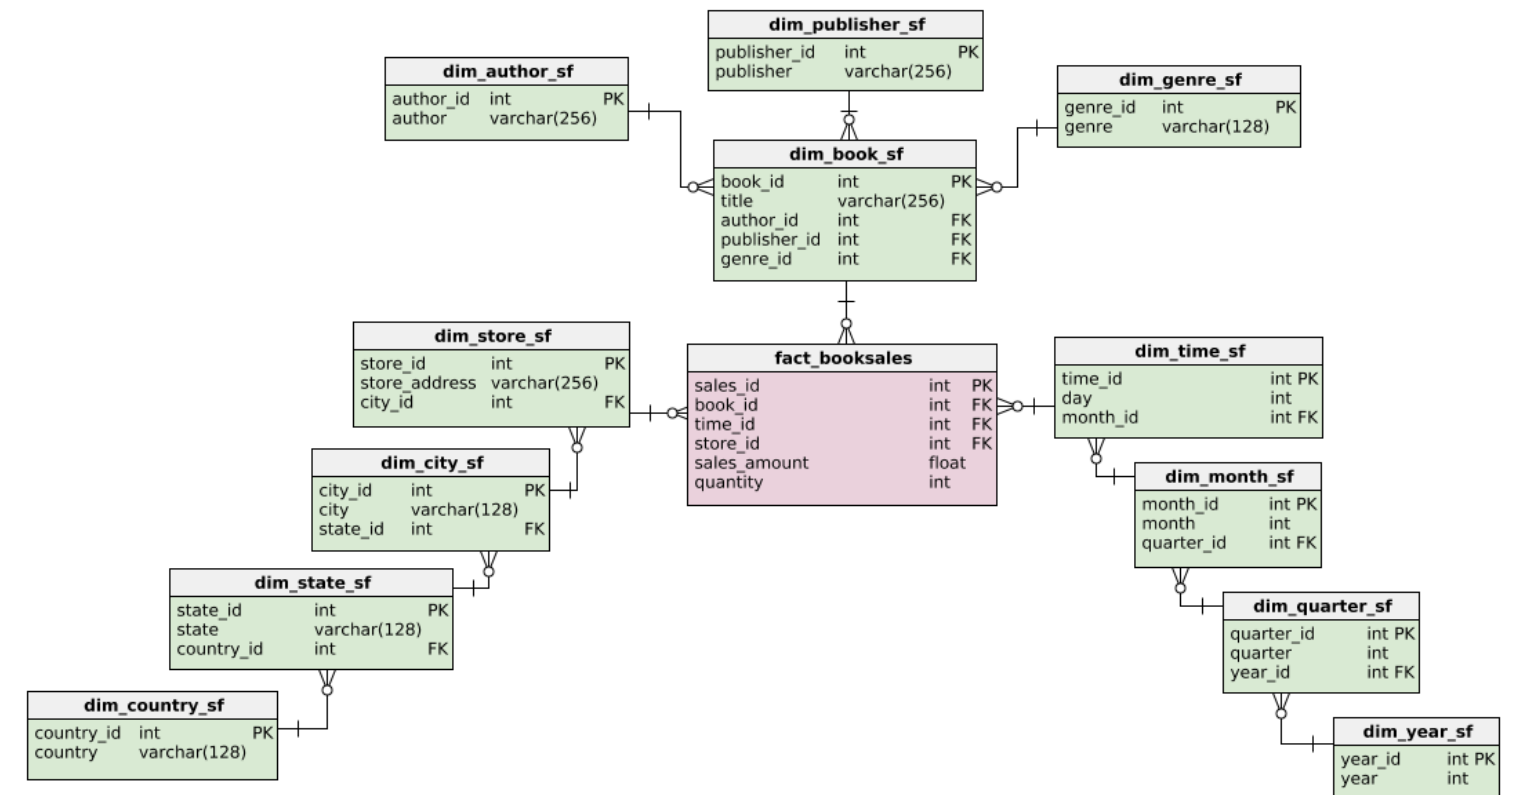 dim_publisher_sf
publisher_id int PK
publisher varchar(256)
dim_author_sf
author_id int PK
author varchar(256)
dim_genre_sf
genre_id int PK
genre varchar(128)
dim_book_sf
book_id int PK
title varchar(256)
author_id int FK
publisher_id int FK
genre_id int FK
dim_store_sf
store_id int PK
store_address varchar(256)
city_id int FK
fact_booksales
sales_id int PK
book_id int FK
time_id int FK
store_id int FK
sales_amount float
quantity int
dim_time_sf
time_id int PK
day int
month_id int FK
dim_city_sf
city_id int PK
city varchar(128)
state_id int FK
dim_month_sf
month_id int PK
month int
quarter_id int FK
dim_state_sf
state_id int PK
state varchar(128)
country_id int FK
dim_quarter_sf
quarter_id int PK
quarter int
year_id int FK
dim_country_sf
country_id int PK
country varchar(128)
dim_year_sf
year_id int PK
year int